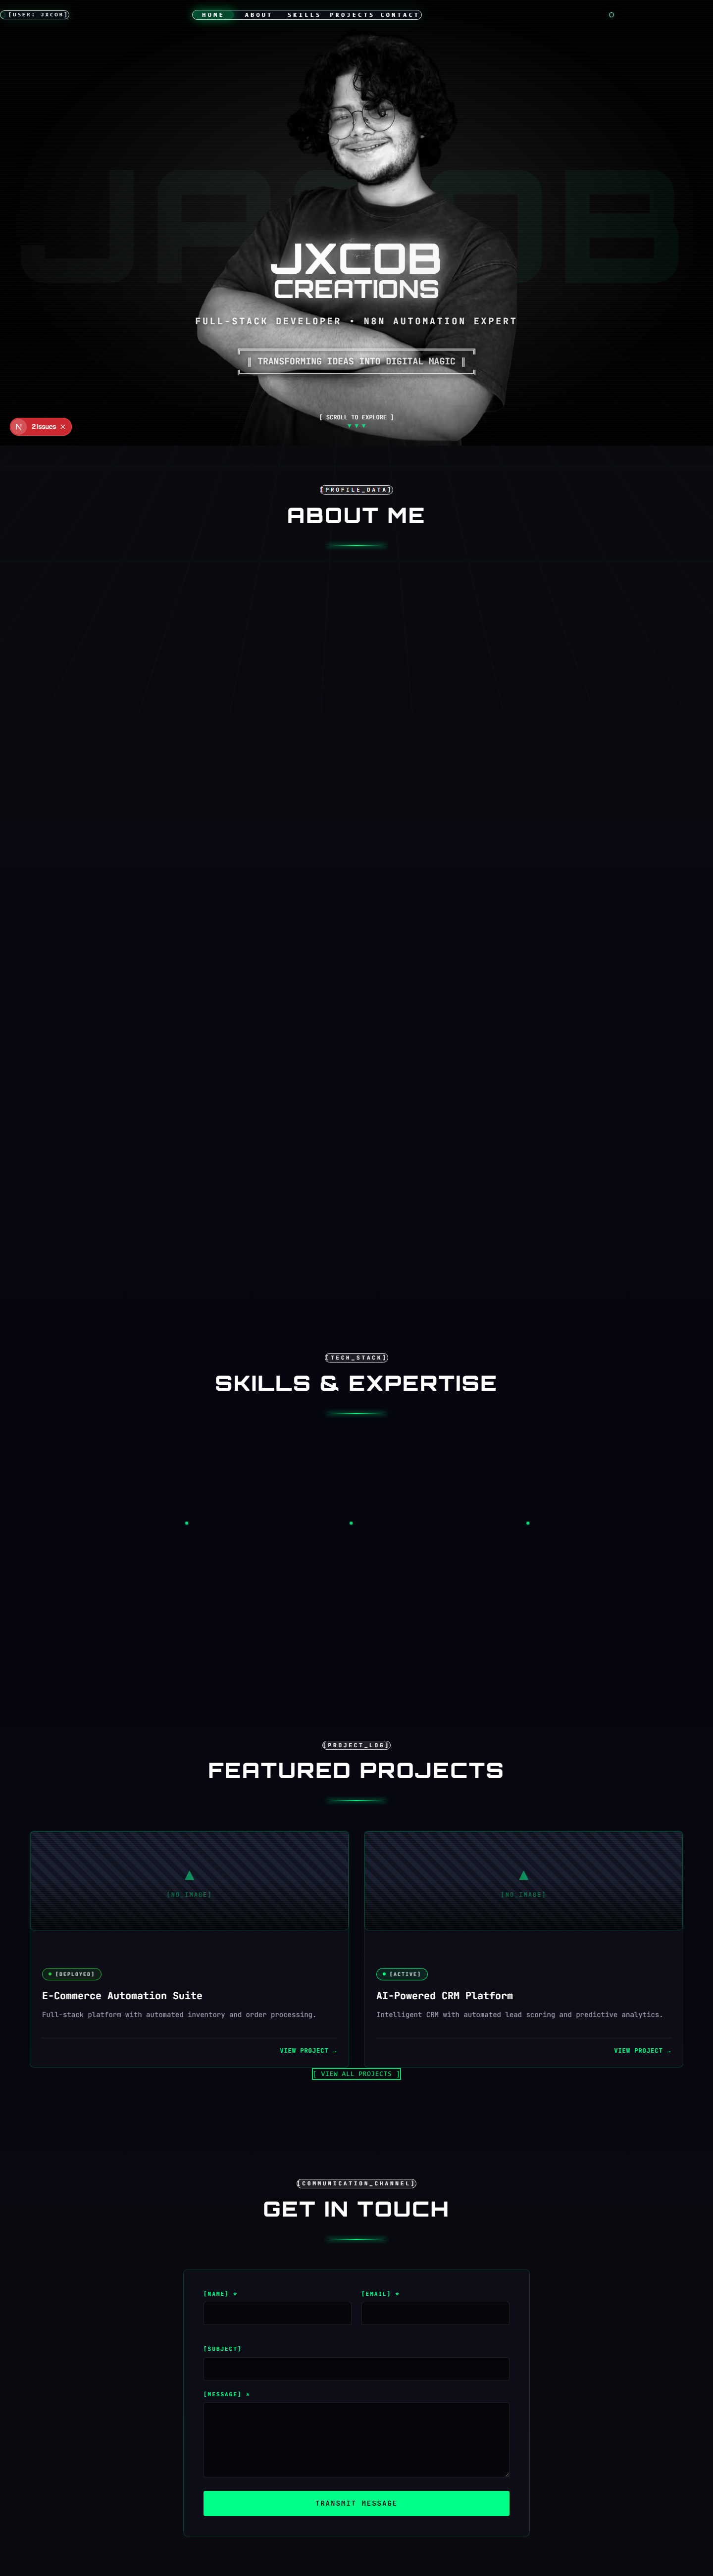 [USER: JXCOB]
HOME ABOUT SKILLS PROJECTS CONTACT
JACOB
JXCOB
CREATIONS
FULL-STACK DEVELOPER • N8N AUTOMATION EXPERT
TRANSFORMING IDEAS INTO DIGITAL MAGIC
[ SCROLL TO EXPLORE ]
▼ ▼ ▼
N 2 Issues ×
[PROFILE_DATA]
ABOUT ME
[TECH_STACK]
SKILLS & EXPERTISE
[PROJECT_LOG]
FEATURED PROJECTS
[NO_IMAGE]
[DEPLOYED]
E-Commerce Automation Suite
Full-stack platform with automated inventory and order processing.
VIEW PROJECT →
[NO_IMAGE]
[ACTIVE]
AI-Powered CRM Platform
Intelligent CRM with automated lead scoring and predictive analytics.
VIEW PROJECT →
[ VIEW ALL PROJECTS ]
[COMMUNICATION_CHANNEL]
GET IN TOUCH
[NAME] *
[EMAIL] *
[SUBJECT]
[MESSAGE] *
TRANSMIT MESSAGE